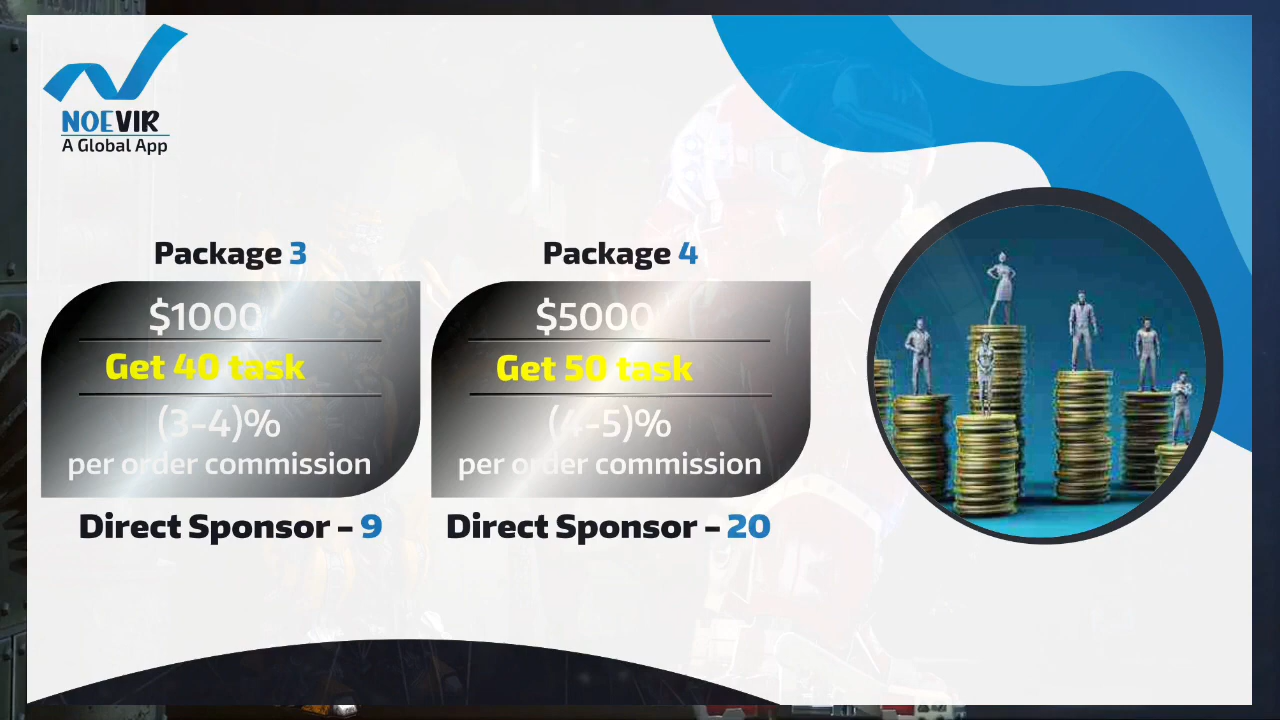 NOEVIR
A Global App
Package 3
$1000
Get 40 task
(3-4)%
per order commission
Direct Sponsor - 9
Package 4
$5000
Get 50 task
(4-5)%
per order commission
Direct Sponsor - 20